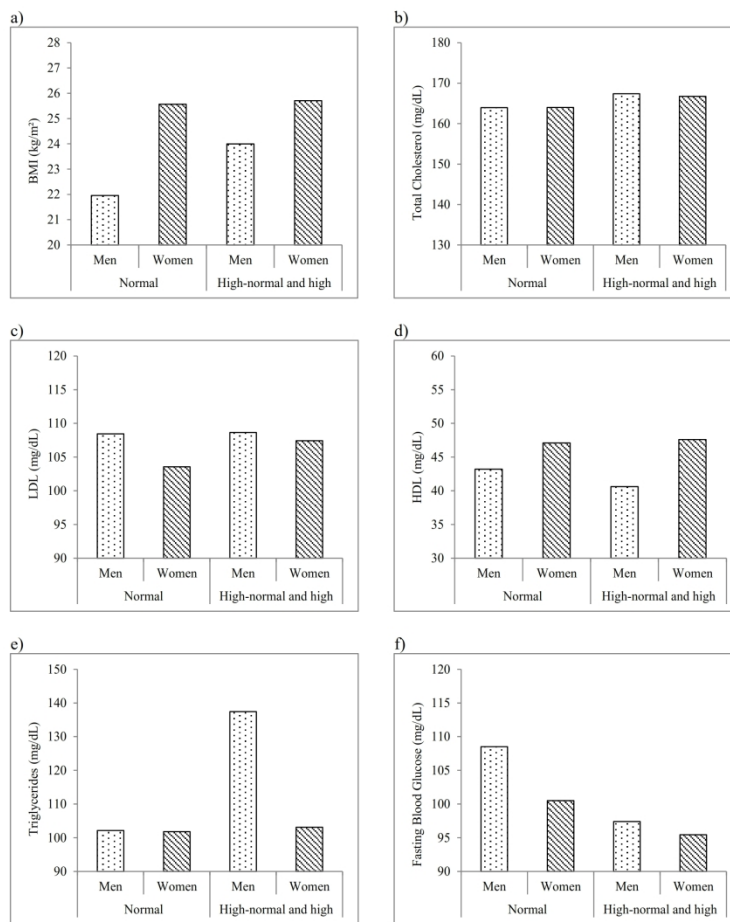 a)
28
27
26
25
24
23
22
21
20
BMI (kg/m²)
Men Women Men Women
Normal High-normal and high
b)
180
170
160
150
140
130
Total Cholesterol (mg/dL)
Men Women Men Women
Normal High-normal and high
c)
120
115
110
105
100
95
90
LDL (mg/dL)
Men Women Men Women
Normal High-normal and high
d)
60
55
50
45
40
35
30
HDL (mg/dL)
Men Women Men Women
Normal High-normal and high
e)
150
140
130
120
110
100
90
Triglycerides (mg/dL)
Men Women Men Women
Normal High-normal and high
f)
120
115
110
105
100
95
90
Fasting Blood Glucose (mg/dL)
Men Women Men Women
Normal High-normal and high